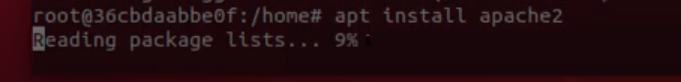 root@36cbdaabbe0f:/home# apt install apache2
Reading package lists... 9%